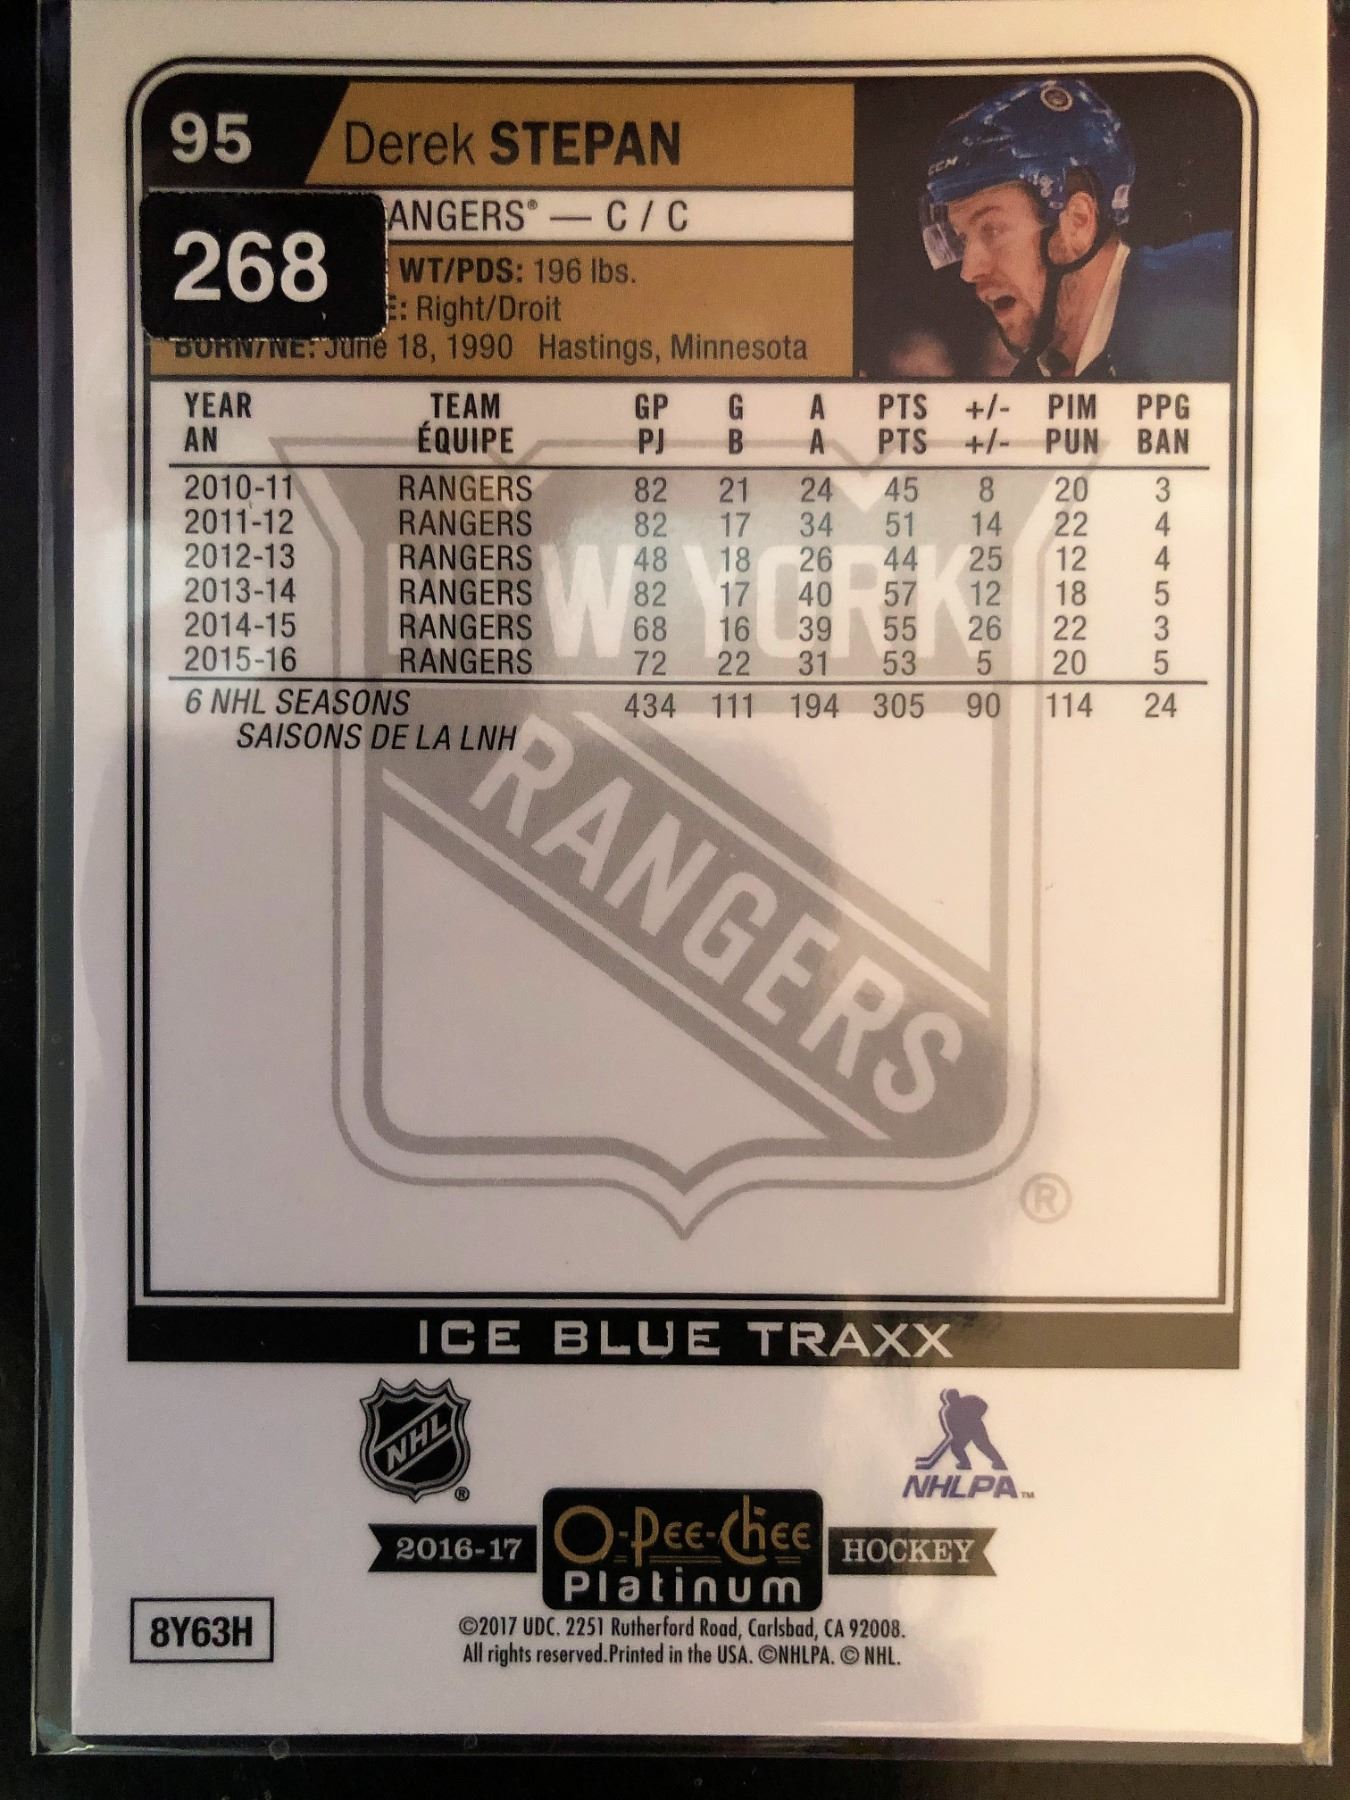 95
Derek STEPAN
268
ANGERS® — C / C
WT/PDS: 196 lbs.
E: Right/Droit
BORN/NE: June 18, 1990 Hastings, Minnesota
CCM
YEAR TEAM GP G A PTS +/- PIM PPG
AN ÉQUIPE PJ B A PTS +/- PUN BAN
2010-11 RANGERS 82 21 24 45 8 20 3
2011-12 RANGERS 82 17 34 51 14 22 4
2012-13 RANGERS 48 18 26 44 25 12 4
2013-14 RANGERS 82 17 40 57 12 18 5
2014-15 RANGERS 68 16 39 55 26 22 3
2015-16 RANGERS 72 22 31 53 5 20 5
6 NHL SEASONS 434 111 194 305 90 114 24
SAISONS DE LA LNH
NEW YORK
RANGERS
®
ICE BLUE TRAXX
NHL ®
NHLPA™
2016-17 O-Pee-Chee HOCKEY
Platinum
8Y63H
©2017 UDC. 2251 Rutherford Road, Carlsbad, CA 92008.
All rights reserved.Printed in the USA. ©NHLPA. © NHL.